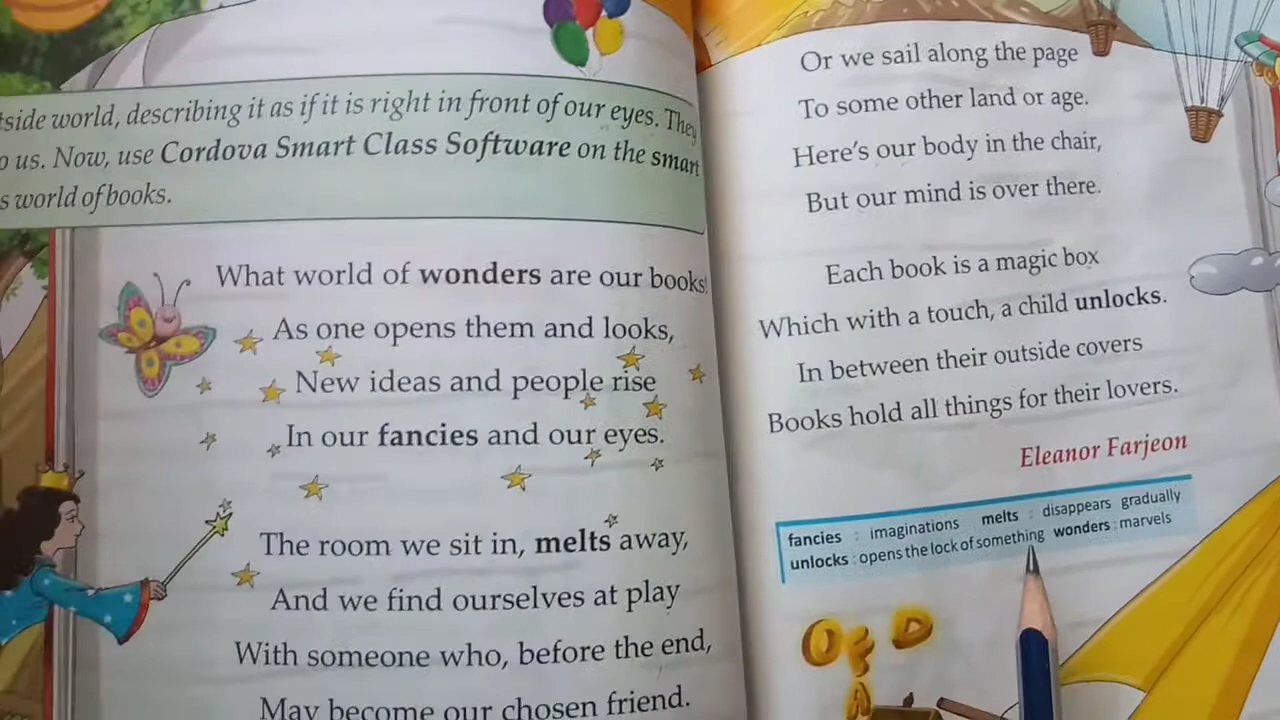 tside world, describing it as if it is right in front of our eyes. They
o us. Now, use Cordova Smart Class Software on the smart
s world of books.
What world of wonders are our books!
As one opens them and looks,
New ideas and people rise
In our fancies and our eyes.
The room we sit in, melts away,
And we find ourselves at play
With someone who, before the end,
May become our chosen friend.
Or we sail along the page
To some other land or age.
Here's our body in the chair,
But our mind is over there.
Each book is a magic box
Which with a touch, a child unlocks.
In between their outside covers
Books hold all things for their lovers.
Eleanor Farjeon
fancies : imaginations melts : disappears gradually
unlocks : opens the lock of something wonders : marvels
O F D
A